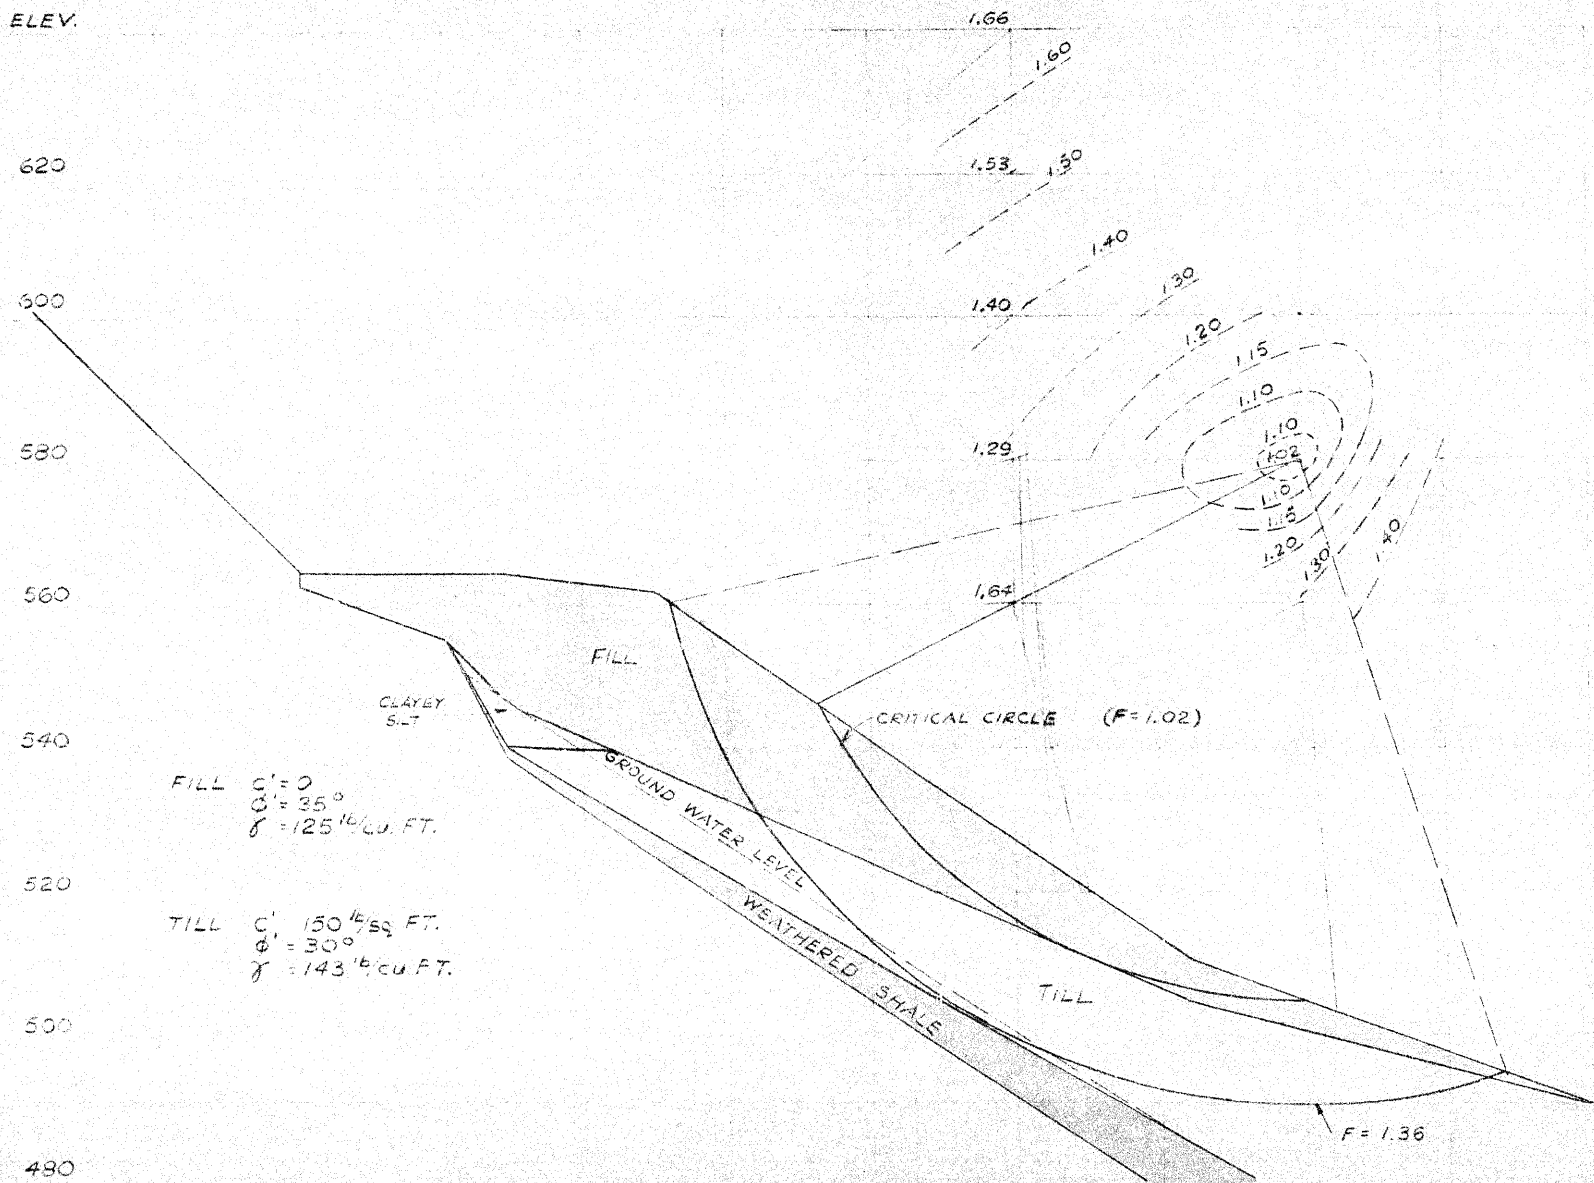 ELEV.
1.66
1.60
620
1.53
1.50
1.40
1.30
600
1.40
1.20
1.15
1.10
580
1.29
1.10
1.02
1.10
1.15
1.20
1.30
1.40
560
1.64
FILL
CLAYEY
SILT
CRITICAL CIRCLE (F=1.02)
540
GROUND WATER LEVEL
FILL C'=0
φ'=35°
γ=125 lb/cu. FT.
520
WEATHERED SHALE
TILL C' 150 lb/sq FT.
φ'=30°
γ=143 lb/cu FT.
TILL
500
F=1.36
480